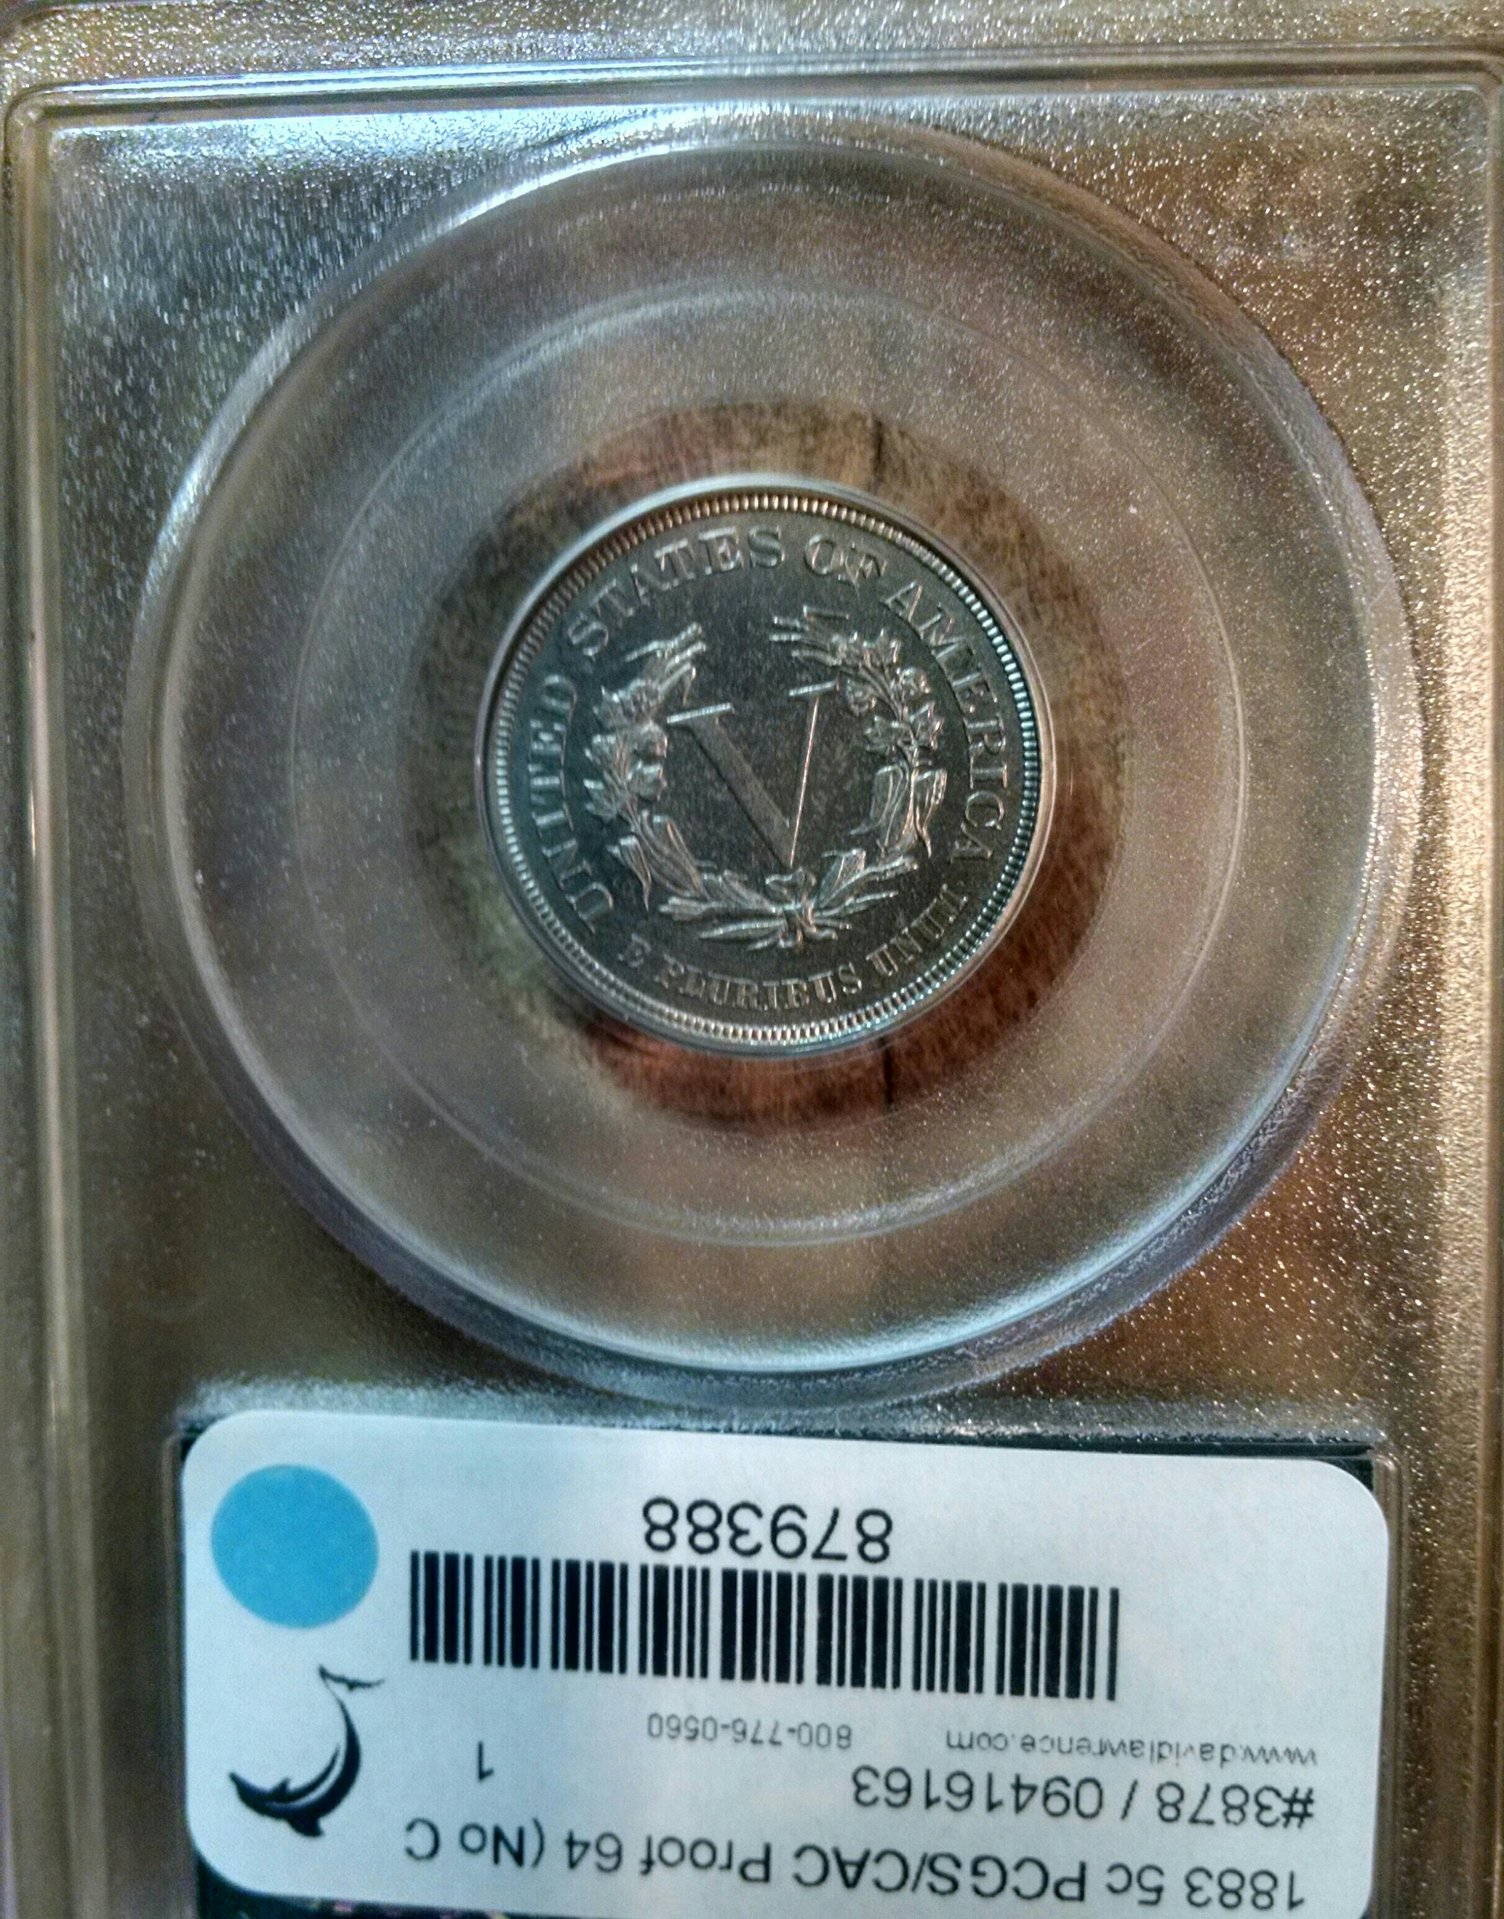 UNITED STATES OF AMERICA
V
E PLURIBUS UNUM
1883 5c PCGS/CAC Proof 64 (No C
#3878 / 09416163
1
www.davidlawrence.com 800-776-0560
879388